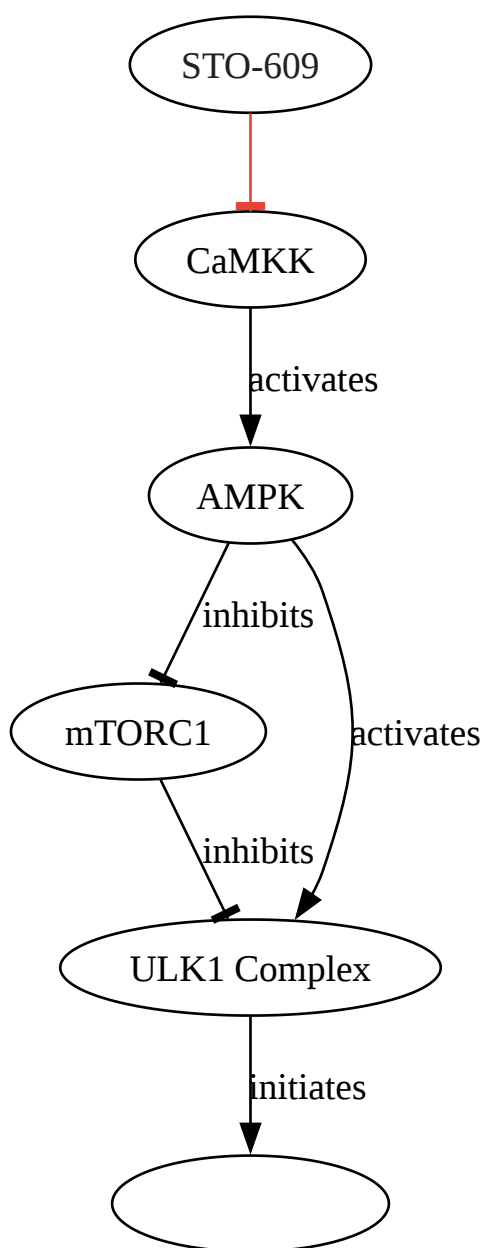 STO-609
CaMKK
activates
AMPK
inhibits
mTORC1
activates
inhibits
ULK1 Complex
initiates